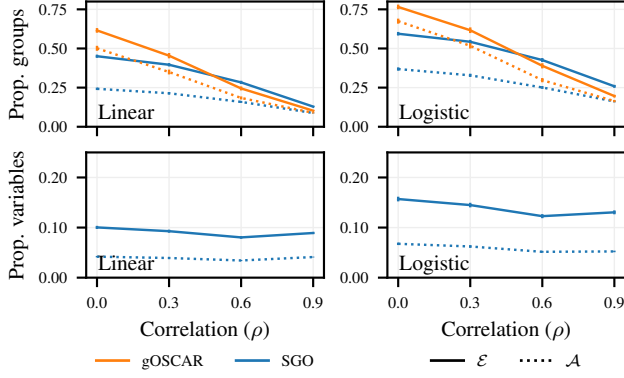 Prop. groups
0.75
0.50
0.25
0.00
Linear
0.75
0.50
0.25
0.00
Logistic
Prop. variables
0.20
0.10
0.00
Linear
0.0 0.3 0.6 0.9
Correlation (ρ)
0.20
0.10
0.00
Logistic
0.0 0.3 0.6 0.9
Correlation (ρ)
gOSCAR SGO ℰ 𝒜